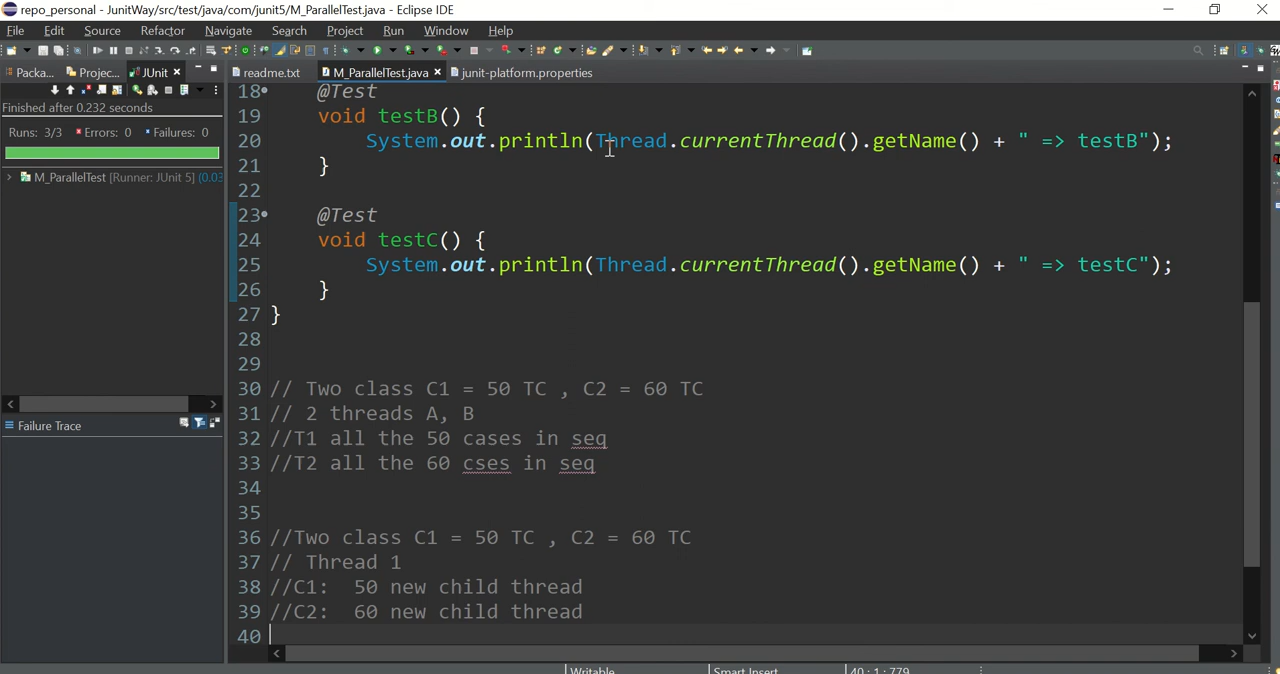 repo_personal - JunitWay/src/test/java/com/junit5/M_ParallelTest.java - Eclipse IDE
File Edit Source Refactor Navigate Search Project Run Window Help
Packa... Projec... JUnit
readme.txt M_ParallelTest.java junit-platform.properties
Finished after 0.232 seconds
Runs: 3/3 Errors: 0 Failures: 0
M_ParallelTest [Runner: JUnit 5] (0.03
Failure Trace
18 @Test
19 void testB() {
20 System.out.println(Thread.currentThread().getName() + " => testB");
21 }
22
23 @Test
24 void testC() {
25 System.out.println(Thread.currentThread().getName() + " => testC");
26 }
27 }
28
29
30 // Two class C1 = 50 TC , C2 = 60 TC
31 // 2 threads A, B
32 //T1 all the 50 cases in seq
33 //T2 all the 60 cses in seq
34
35
36 //Two class C1 = 50 TC , C2 = 60 TC
37 // Thread 1
38 //C1: 50 new child thread
39 //C2: 60 new child thread
40
Writable Smart Insert 40 : 1 : 779